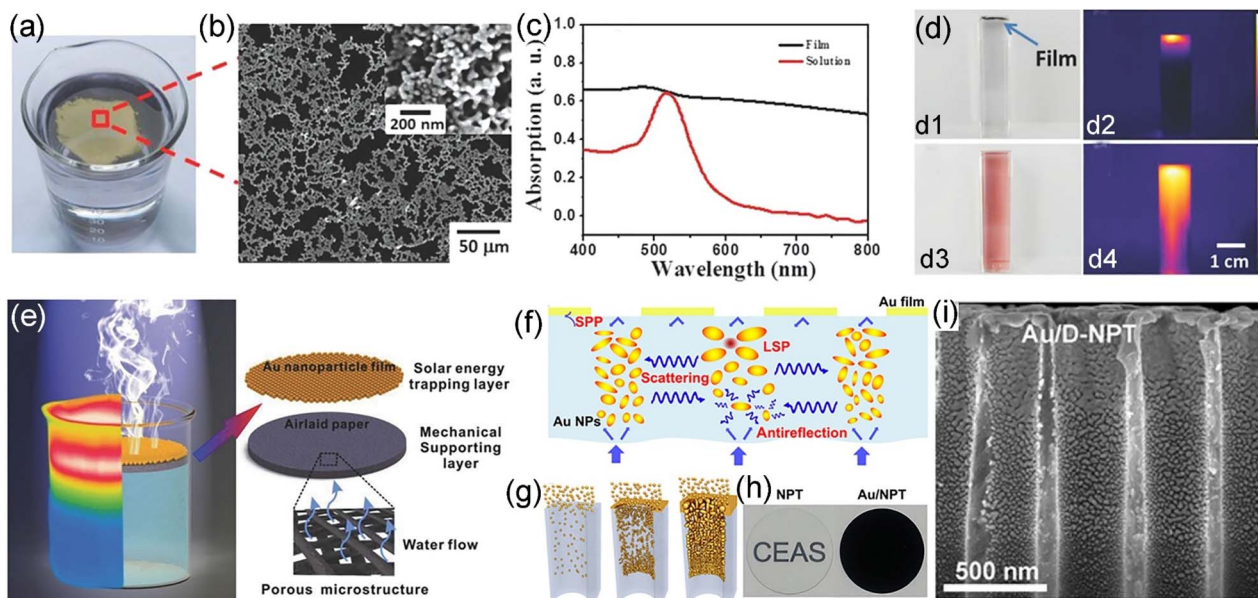 (a)
30
20
10
(b)
200 nm
50 μm
(c)
Absorption (a. u.)
1.0
0.8
0.6
0.4
0.2
0.0
Film
Solution
400
500
600
700
800
Wavelength (nm)
(d)
Film
d1
d2
d3
d4
1 cm
(e)
Au nanoparticle film
Solar energy
trapping layer
Airlaid paper
Mechanical
Supporting
layer
Water flow
Porous microstructure
(f)
Au film
SPP
LSP
Scattering
Au NPs
Antireflection
(g)
(h)
NPT
Au/NPT
CEAS
(i)
Au/D-NPT
500 nm